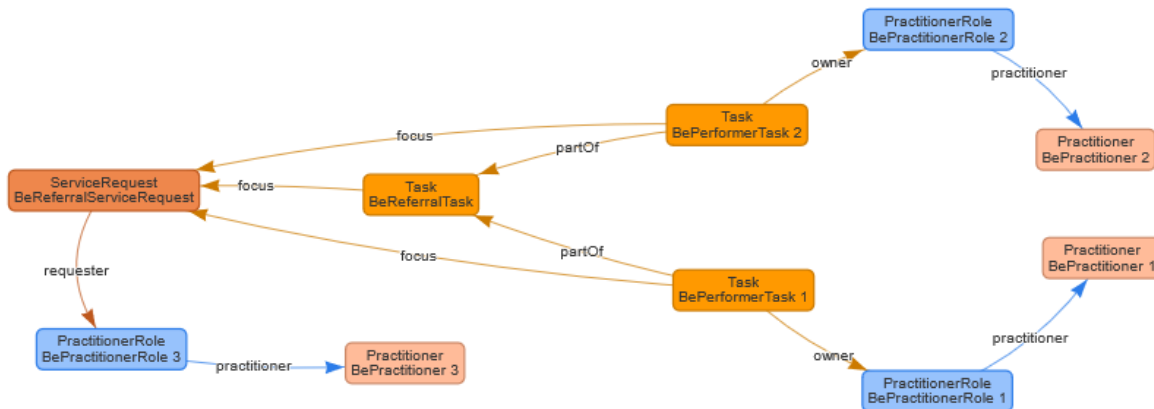 PractitionerRole
BePractitionerRole 2
owner
practitioner
Task
BePerformerTask 2
focus
partOf
Practitioner
BePractitioner 2
ServiceRequest
BeReferralServiceRequest
focus
Task
BeReferralTask
partOf
focus
Practitioner
BePractitioner 1
requester
Task
BePerformerTask 1
practitioner
PractitionerRole
BePractitionerRole 3
practitioner
Practitioner
BePractitioner 3
owner
PractitionerRole
BePractitionerRole 1